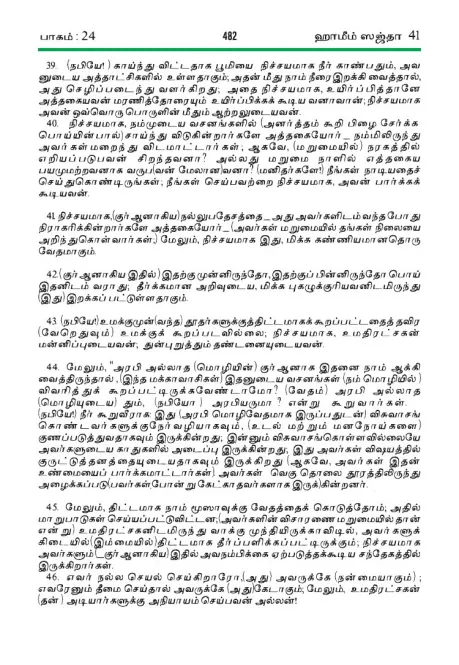 பாகம் : 24 482 ஹாமீம் ஸஜ்தா 41
39. (நபியே! ) காய்ந்து விட்டதாக பூமியை நிச்சயமாக நீர் காண்பதும், அவ
னுடைய அத்தாட்சிகளில் உள்ளதாகும்; அதன் மீது நாம் நீரை இறக்கி வைத்தால்,
அது செழிப்படைந்து வளர்கிறது; அதை நிச்சயமாக, உயிர்ப்பித்தானே
அத்தகையவன் மரணித்தோரையும் உயிர்ப்பிக்கக் கூடியவனாவான்; நிச்சயமாக
அவன் ஒவ்வொருபொருளின் மீதும் ஆற்றலுடையவன்.
40. நிச்சயமாக, நம்முடைய வசனங்களில் (அனர்த்தம் கூறி பிழை சேர்க்க
பொய்யின்பால்) சாய்ந்து விடுகின்றார்களே அத்தகையோர் _ நம்மிலிருந்து
அவர்கள் மறைந்து விடமாட்டார்கள் ; ஆகவே, (மறுமையில்) நரகத்தில்
எறியப்படுபவன் சிறந்தவனா? அல்லது மறுமை நாளில் எத்தகைய
பயமுமற்றவனாக வருப(வன் மேலான)வனா? (மனிதர்களே!) நீங்கள் நாடியதைச்
செய்துகொண்டிருங்கள் ; நீங்கள் செய்பவற்றை நிச்சயமாக, அவன் பார்க்கக்
கூடியவன்.
41.நிச்சயமாக,(குர்ஆனாகிய)நல்லுபதேசத்தை _ அது அவர்களிடம்வந்தபோது
நிராகரிக்கின்றார்களே அத்தகையோர் _ (அவர்கள் மறுமையில் தங்கள் நிலையை
அறிந்துகொள்வார்கள்.) மேலும், நிச்சயமாக இது, மிக்க கண்ணியமானதொரு
வேதமாகும்.
42.(குர்ஆனாகிய இதில்) இதற்கு முன்னிருந்தோ,இதற்குப்பின்னிருந்தோ பொய்
இதனிடம் வராது; தீர்க்கமான அறிவுடைய, மிக்க புகழுக்குரியவனிடமிருந்து
(இது) இறக்கப் பட்டுள்ளதாகும்.
43. (நபியே!) உமக்கு முன்(வந்த) தூதர்களுக்குத்திட்டமாகக் கூறப்பட்டதைத் தவிர
(வேறெதுவும்) உமக்குக் கூறப்படவில்லை; நிச்சயமாக, உமதிரட்சகன்
மன்னிப்புடையவன்; துன்புறுத்தும் தண்டனையுடையவன்.
44. மேலும், "அரபி அல்லாத (மொழியின்) குர்ஆனாக இதனை நாம் ஆக்கி
வைத்திருந்தால் , (இந்த மக்காவாசிகள்) இதனுடைய வசனங்கள் (நம் மொழியில் )
விவரித்துக் கூறப்பட்டிருக்கவேண்டாமோ? (வேதம்) அரபி அல்லாத
(மொழியுடைய) தும், (நபியோ ) அரபியருமா ? என்று கூறுவார்கள்.
(நபியே!) நீர் கூறுவீராக: இது (அரபி மொழிவேதமாக இருப்பதுடன்) விசுவாசங்
கொண்டவர்களுக்கு நேர்வழியாகவும், (உடல் மற்றும் மனநோய்களை)
குணப்படுத்துவதாகவும் இருக்கின்றது; இன்னும் விசுவாசங்கொள்ளவில்லையே
அவர்களுடைய காதுகளில் அடைப்பு இருக்கின்றது; இது அவர்கள் விஷயத்தில்
குருட்டுத்தனத்தையுடையதாகவும் இருக்கிறது (ஆகவே, அவர்கள் இதன்
உண்மையைப் பார்க்கமாட்டார்கள்) அவர்கள் வெகு தொலை தூரத்திலிருந்து
அழைக்கப்படு(பவர்கள் போன்று கேட்காதவர்களாக இருக்)கின்றனர்.
45. மேலும், திட்டமாக நாம் மூஸாவுக்கு வேதத்தைக் கொடுத்தோம்; அதில்
மாறுபாடுகள் செய்யப்பட்டுவிட்டன;(அவர்களின் விசாரணை மறுமையில்தான்
என்று) உமதிரட்சகனிடமிருந்து வாக்கு முந்தியிருக்காவிடில், அவர்களுக்
கிடையில்(இம்மையில்)திட்டமாக தீர்ப்பளிக்கப்பட்டிருக்கும்; நிச்சயமாக
அவர்களும் (_குர்ஆனாகிய) இதில் அவநம்பிக்கை ஏற்படுத்தக்கூடிய சந்தேகத்தில்
இருக்கிறார்கள்.
46. எவர் நல்ல செயல் செய்கிறாரோ,(அது) அவருக்கே (நன்மையாகும்) ;
எவரேனும் தீமை செய்தால் அவருக்கே (அது)கேடாகும்; மேலும், உமதிரட்சகன்
(தன் ) அடியார்களுக்கு அநியாயம் செய்பவன் அல்லன்!